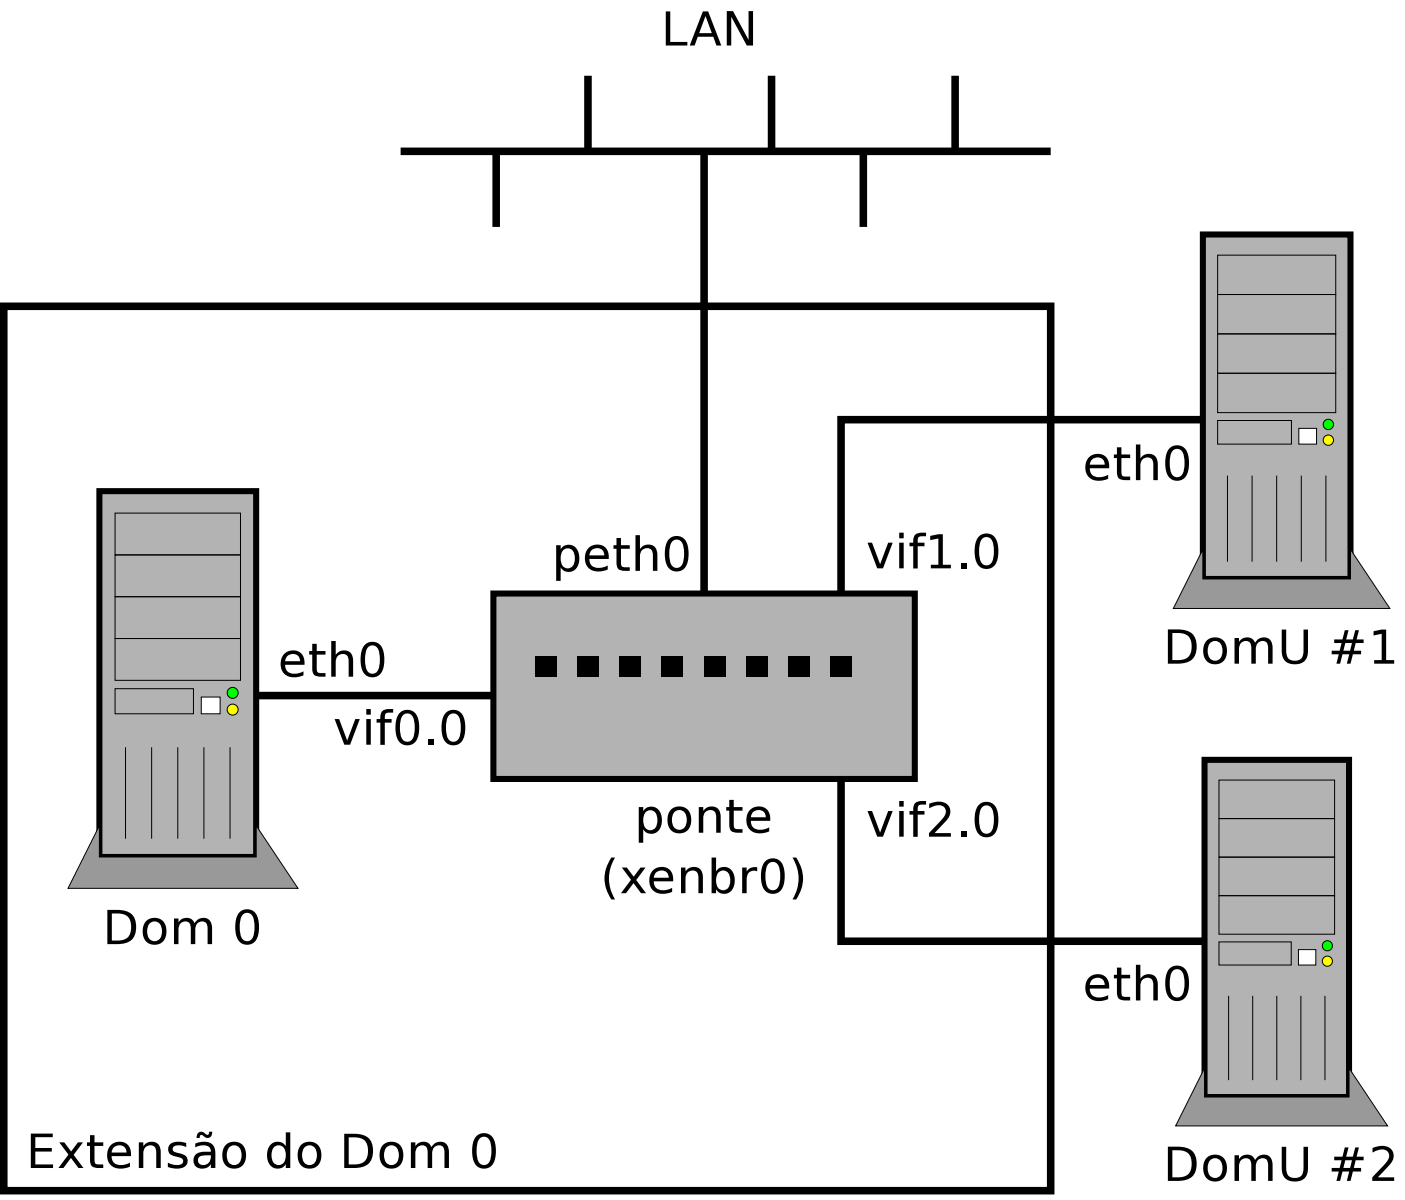 LAN
eth0
peth0
vif1.0
eth0
vif0.0
DomU #1
ponte
(xenbr0)
vif2.0
Dom 0
eth0
Extensão do Dom 0
DomU #2